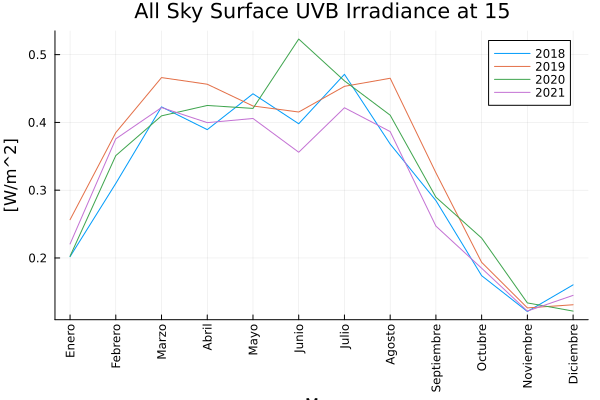 All Sky Surface UVB Irradiance at 15
[W/m^2]
0.5
0.4
0.3
0.2
2018
2019
2020
2021
Enero
Febrero
Marzo
Abril
Mayo
Junio
Julio
Agosto
Septiembre
Octubre
Noviembre
Diciembre